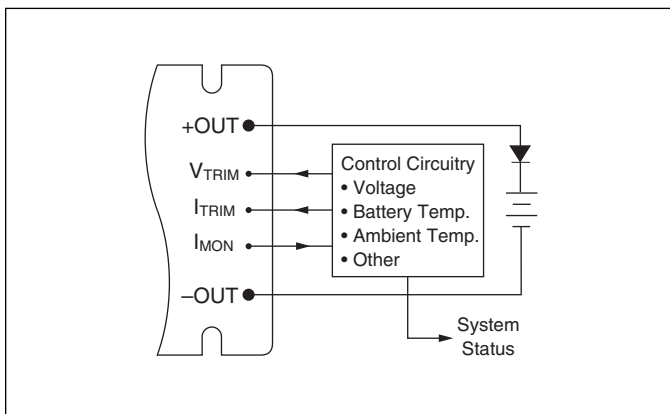 +OUT
VTRIM
ITRIM
IMON
–OUT
Control Circuitry
• Voltage
• Battery Temp.
• Ambient Temp.
• Other
System
Status